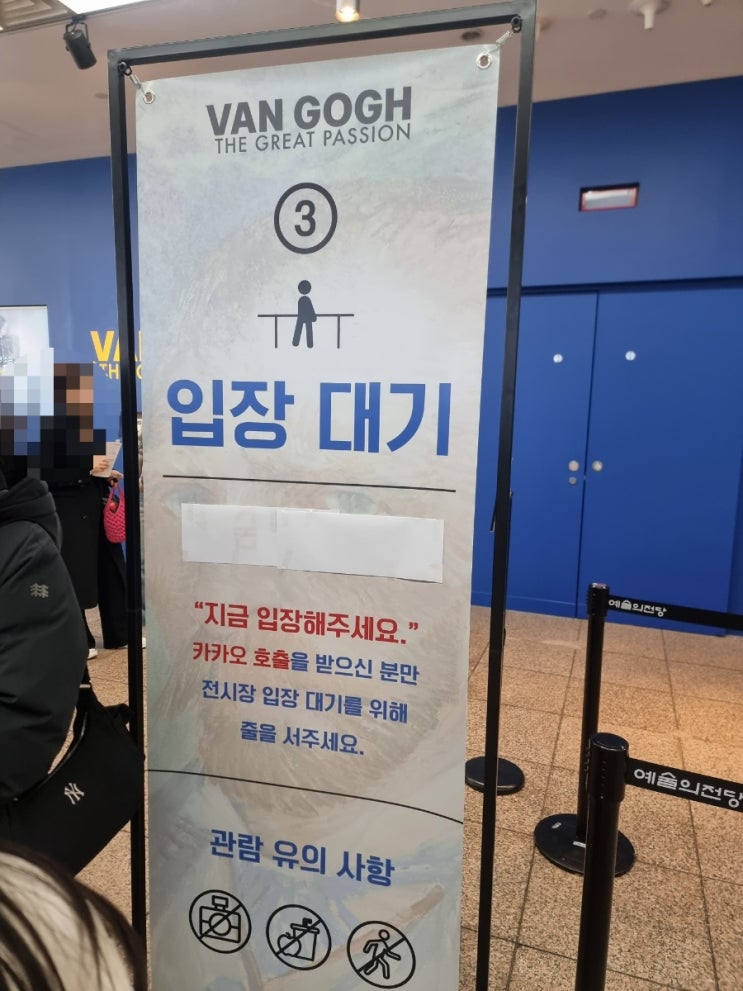 VAN GOGH
THE GREAT PASSION
3
입장 대기
“지금 입장해주세요.”
카카오 호출을 받으신 분만
전시장 입장 대기를 위해
줄을 서주세요.
관람 유의 사항
예술의전당
예술의전당
NY